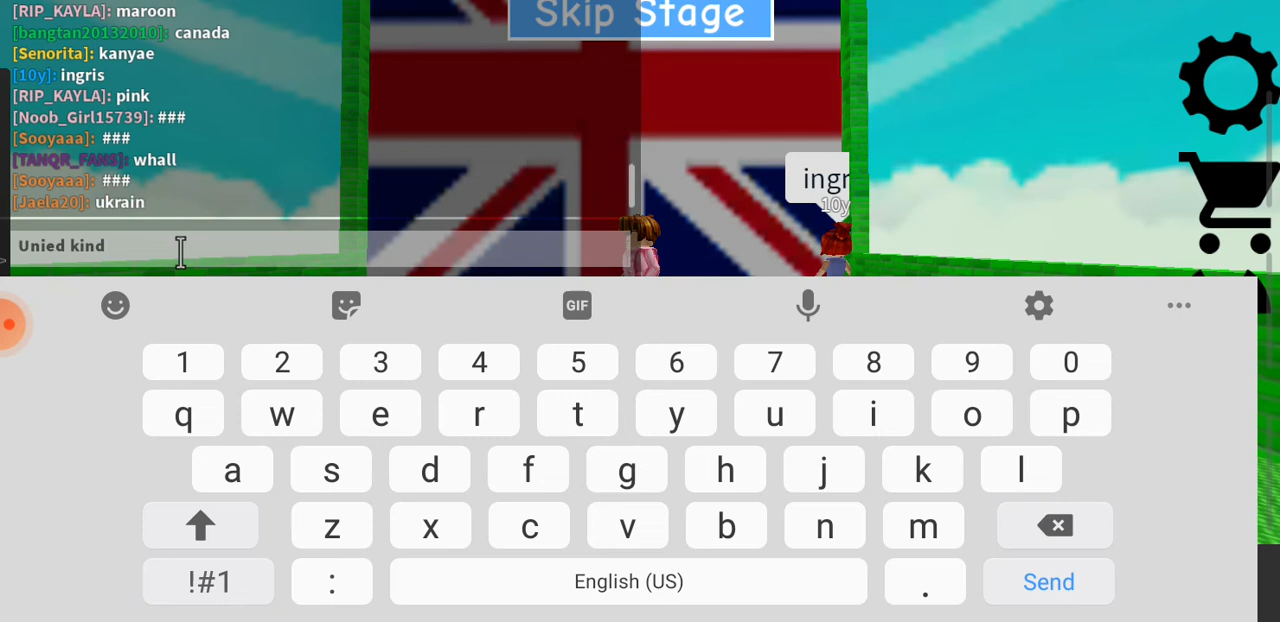 [RIP_KAYLA]: maroon
[bangtan20132010]: canada
[Senorita]: kanyae
[10y]: ingris
[RIP_KAYLA]: pink
[Noob_Girl15739]: ###
[Sooyaaa]: ###
[TANQR_FANS]: whall
[Sooyaaa]: ###
[Jaela20]: ukrain
Unied kind
Skip Stage
ingr
10y
GIF
1 2 3 4 5 6 7 8 9 0
q w e r t y u i o p
a s d f g h j k l
z x c v b n m
!#1 : English (US) . Send